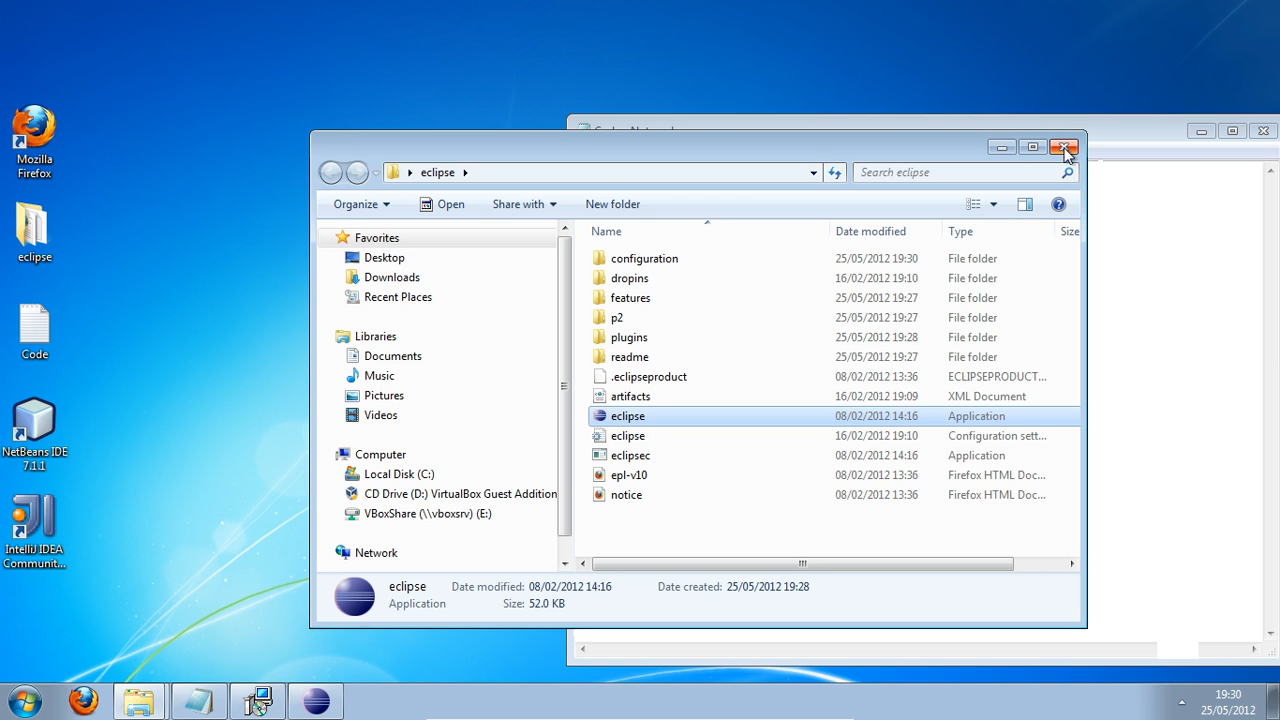 Mozilla
Firefox
eclipse
Code
NetBeans IDE
7.1.1
IntelliJ IDEA
Communit...
eclipse
Search eclipse
Organize
Open
Share with
New folder
Favorites
Desktop
Downloads
Recent Places
Libraries
Documents
Music
Pictures
Videos
Computer
Local Disk (C:)
CD Drive (D:) VirtualBox Guest Addition
VBoxShare (\\vboxsrv) (E:)
Network
Name Date modified Type Size
configuration 25/05/2012 19:30 File folder
dropins 16/02/2012 19:10 File folder
features 25/05/2012 19:27 File folder
p2 25/05/2012 19:27 File folder
plugins 25/05/2012 19:28 File folder
readme 25/05/2012 19:27 File folder
.eclipseproduct 08/02/2012 13:36 ECLIPSEPRODUCT...
artifacts 16/02/2012 19:09 XML Document
eclipse 08/02/2012 14:16 Application
eclipse 16/02/2012 19:10 Configuration sett...
eclipsec 08/02/2012 14:16 Application
epl-v10 08/02/2012 13:36 Firefox HTML Doc...
notice 08/02/2012 13:36 Firefox HTML Doc...
eclipse Date modified: 08/02/2012 14:16 Date created: 25/05/2012 19:28
Application Size: 52.0 KB
19:30
25/05/2012